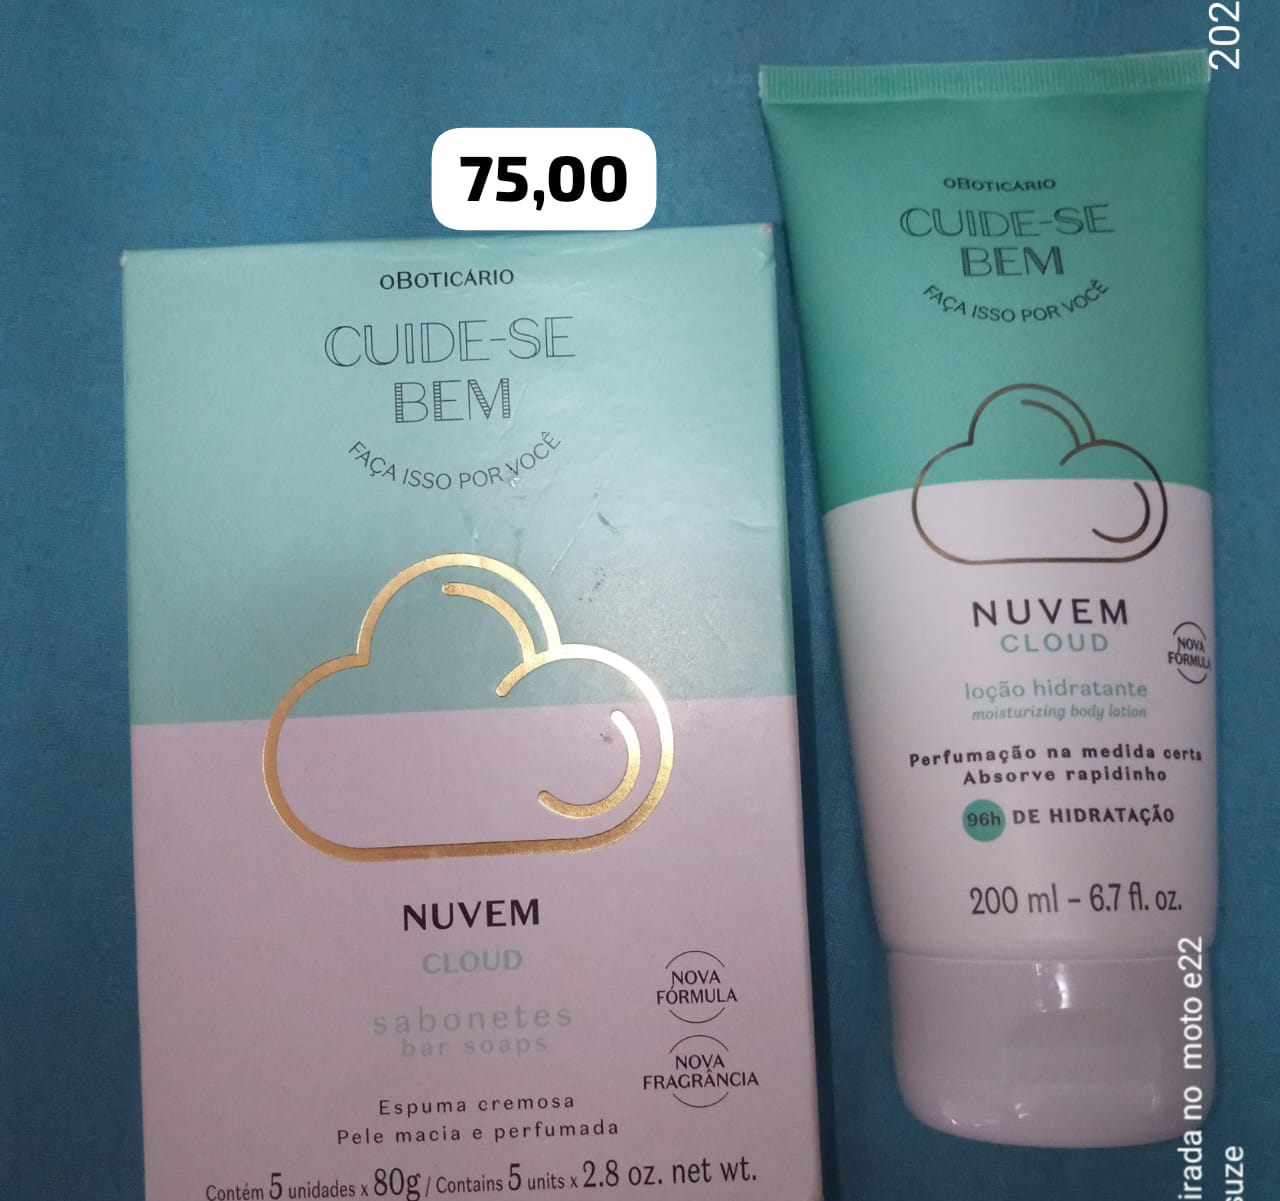 75,00
oBOTICÁRIO
CUIDE-SE
BEM
FAÇA ISSO POR VOCÊ
NUVEM
CLOUD
sabonetes
bar soaps
NOVA
FÓRMULA
NOVA
FRAGRÂNCIA
Espuma cremosa
Pele macia e perfumada
Contém 5 unidades x 80g / Contains 5 units x 2.8 oz. net wt.
oBOTICÁRIO
CUIDE-SE
BEM
FAÇA ISSO POR VOCÊ
NUVEM
CLOUD
NOVA
FÓRMULA
loção hidratante
moisturizing body lotion
Perfumação na medida certa
Absorve rapidinho
96h DE HIDRATAÇÃO
200 ml - 6.7 fl. oz.
irada no moto e22
suze
202